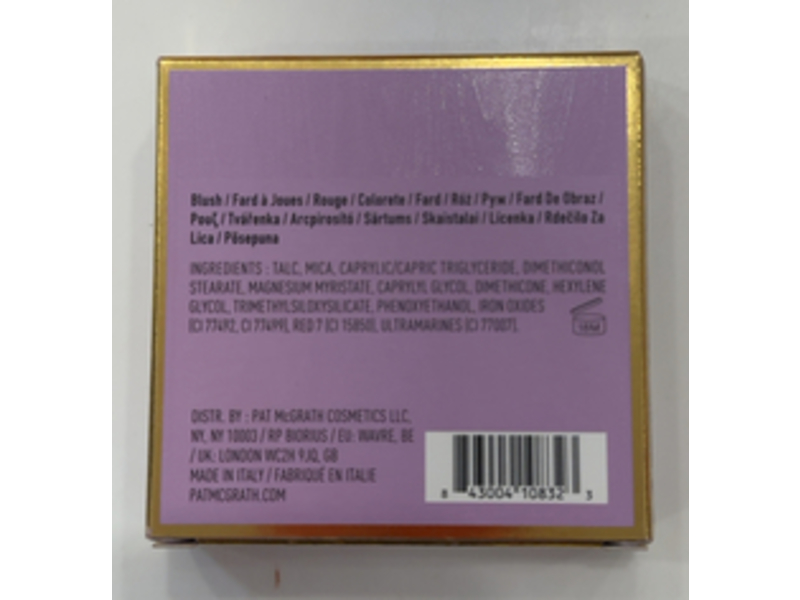 Blush / Fard à Joues / Rouge / Colorete / Fard / Róż / Руж / Fard De Obraz /
Ρουζ / Tvářenka / Arcpirosító / Sārtums / Skaistalai / Licenka / Rdečilo Za
Lica / Põsepuna
INGREDIENTS : TALC, MICA, CAPRYLIC/CAPRIC TRIGLYCERIDE, DIMETHICONOL
STEARATE, MAGNESIUM MYRISTATE, CAPRYLYL GLYCOL, DIMETHICONE, HEXYLENE
GLYCOL, TRIMETHYLSILOXYSILICATE, PHENOXYETHANOL, IRON OXIDES
(CI 77492, CI 77499), RED 7 (CI 15850), ULTRAMARINES (CI 77007).
DISTR. BY : PAT McGRATH COSMETICS LLC,
NY, NY 10003 / RP BIORIUS / EU: WAVRE, BE
/ UK: LONDON WC2H 9JQ, GB
MADE IN ITALY / FABRIQUÉ EN ITALIE
PATMCGRATH.COM
8 43004 10832 3